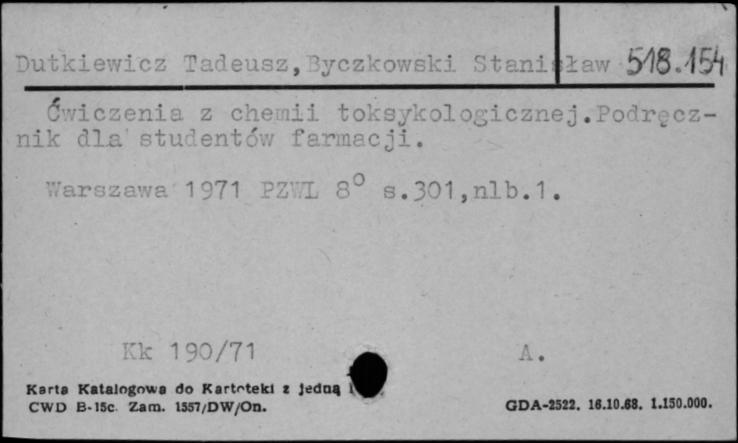 Dutkiewicz Tadeusz,Byczkowski Stanisław 518.154
Ćwiczenia z chemii toksykologicznej.Podręcz-
nik dla studentów farmacji.
Warszawa 1971 PZWL 8° s.301,nlb.1.
Kk 190/71 A.
Karta Katalogowa do Kartoteki z jedną
CWD B-15c. Zam. 1557/DW/On. GDA-2522. 16.10.68. 1.150.000.